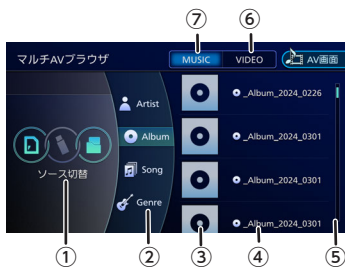 ⑦ ⑥
マルチAVブラウザ MUSIC VIDEO AV画面
Artist
Album
Song
Genre
ソース切替
_Album_2024_0226
_Album_2024_0301
_Album_2024_0301
_Album_2024_0301
① ② ③ ④ ⑤